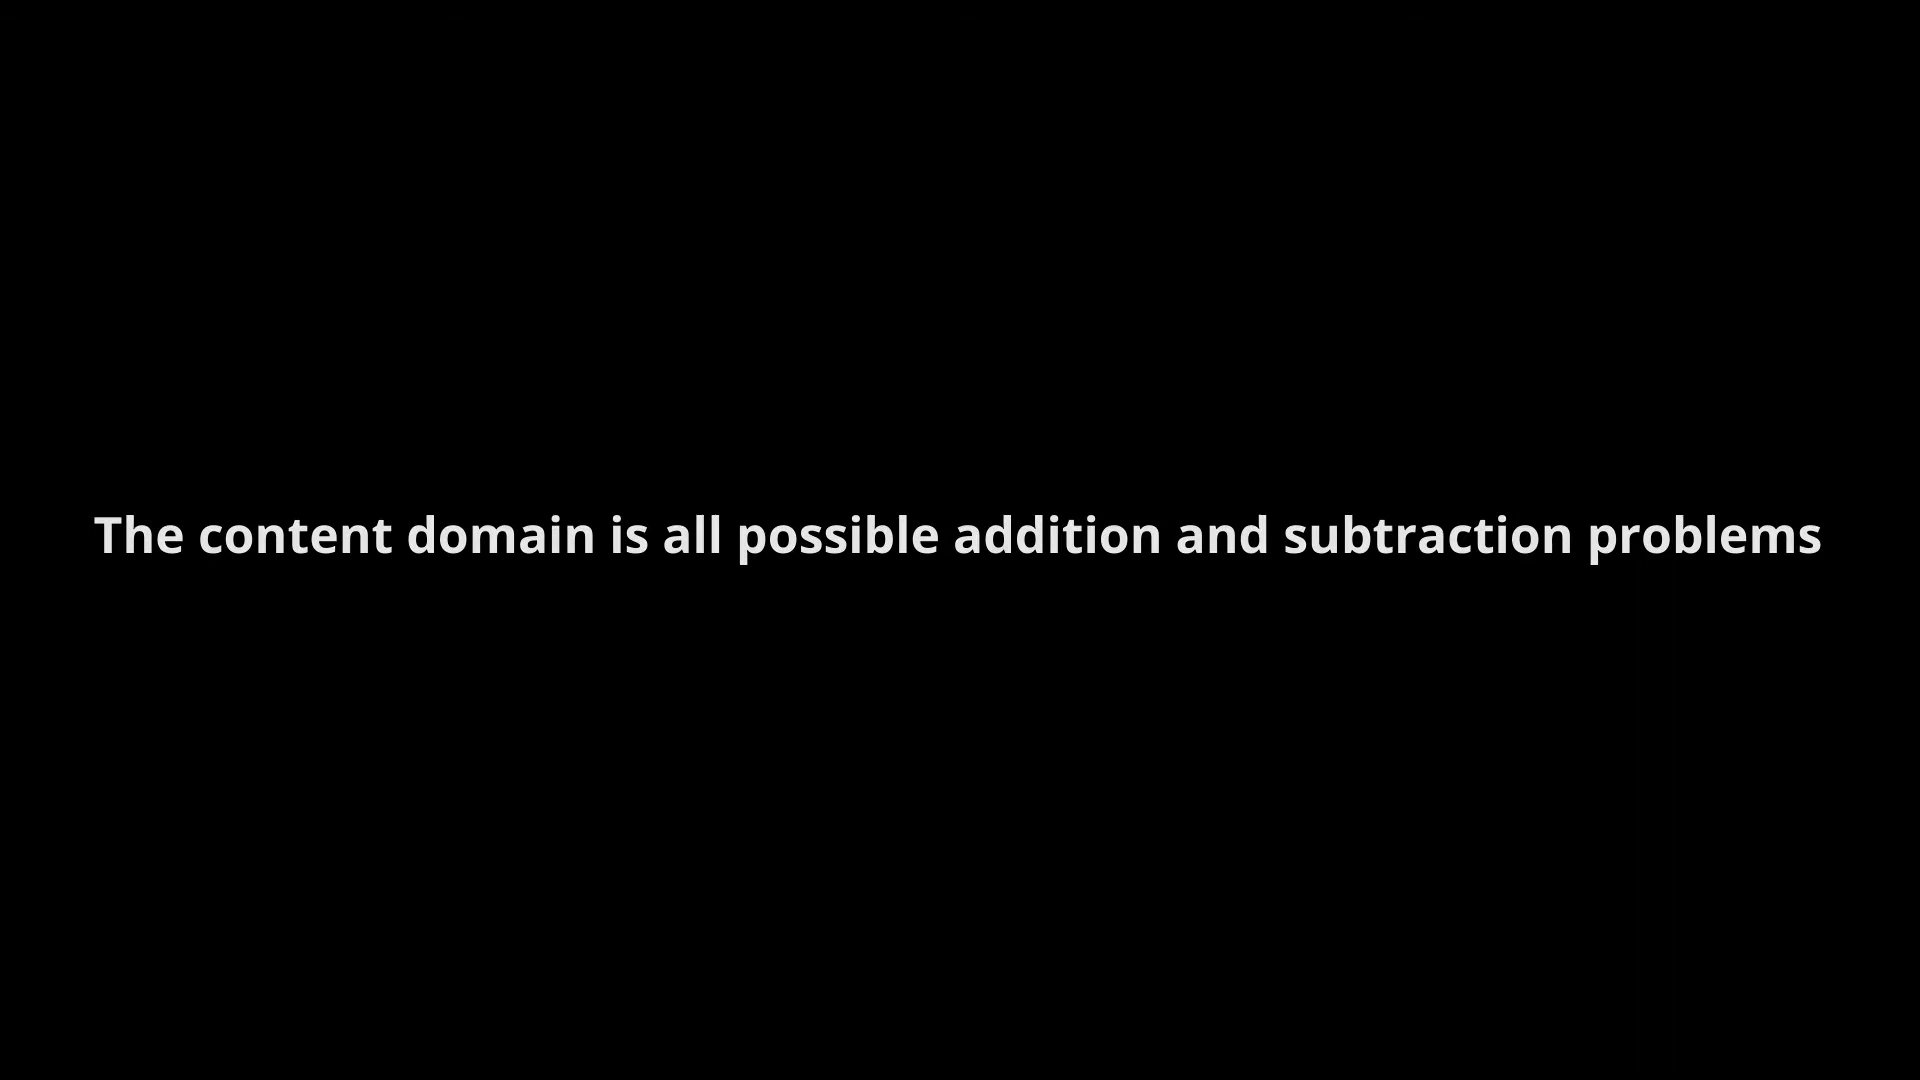 The content domain is all possible addition and subtraction problems